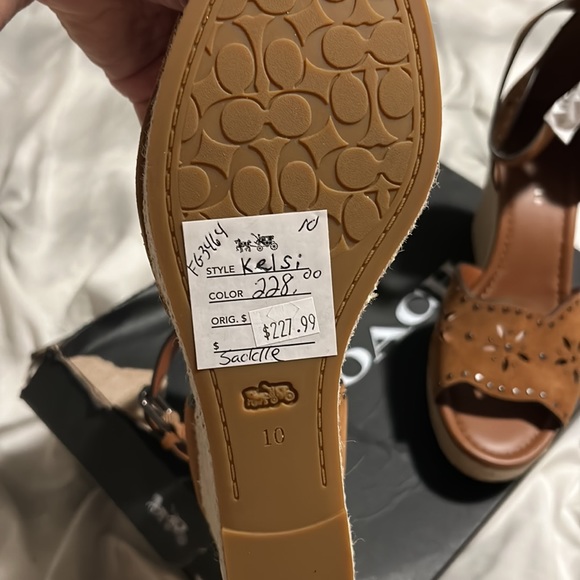 FG3464
10
STYLE Kelsi
COLOR 228.00
ORIG. $ $227.99
$ Saddle
10
COACH